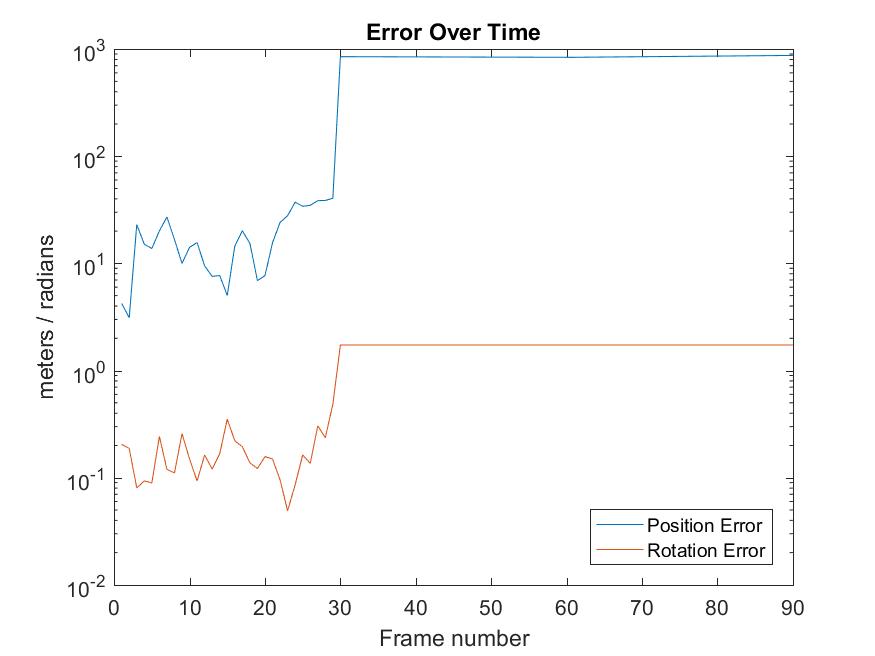 Error Over Time
10^3
10^2
10^1
10^0
10^-1
10^-2
meters / radians
Position Error
Rotation Error
0 10 20 30 40 50 60 70 80 90
Frame number